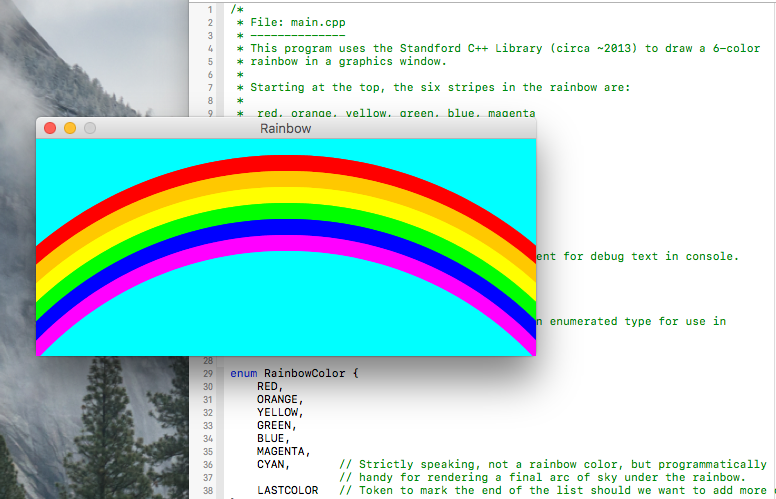 1 /*
2 * File: main.cpp
3 * --------------
4 * This program uses the Standford C++ Library (circa ~2013) to draw a 6-color
5 * rainbow in a graphics window.
6 *
7 * Starting at the top, the six stripes in the rainbow are:
8 *
9 * red, orange, yellow, green, blue, magenta
Rainbow
for debug text in console.
enumerated type for use in
28
29 enum RainbowColor {
30 RED,
31 ORANGE,
32 YELLOW,
33 GREEN,
34 BLUE,
35 MAGENTA,
36 CYAN, // Strictly speaking, not a rainbow color, but programmatically
37 // handy for rendering a final arc of sky under the rainbow.
38 LASTCOLOR // Token to mark the end of the list should we want to add more